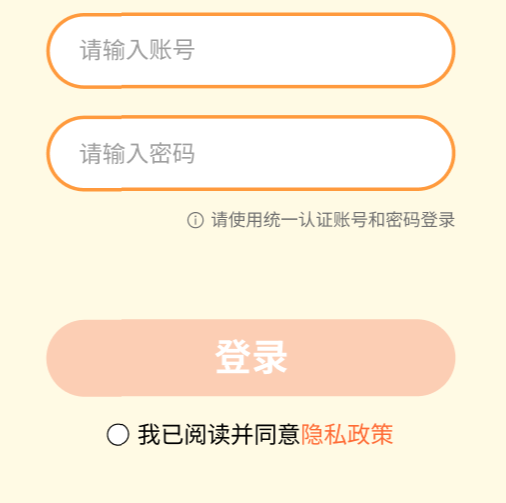 请输入账号
请输入密码
请使用统一认证账号和密码登录
登录
我已阅读并同意隐私政策